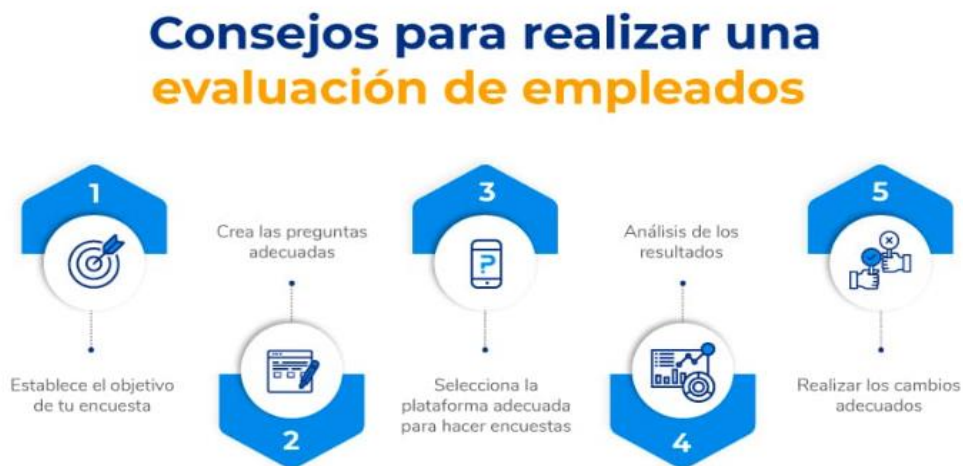 Consejos para realizar una
evaluación de empleados
1
Establece el objetivo
de tu encuesta
Crea las preguntas
adecuadas
2
3
?
Selecciona la
plataforma adecuada
para hacer encuestas
Análisis de los
resultados
4
5
Realizar los cambios
adecuados